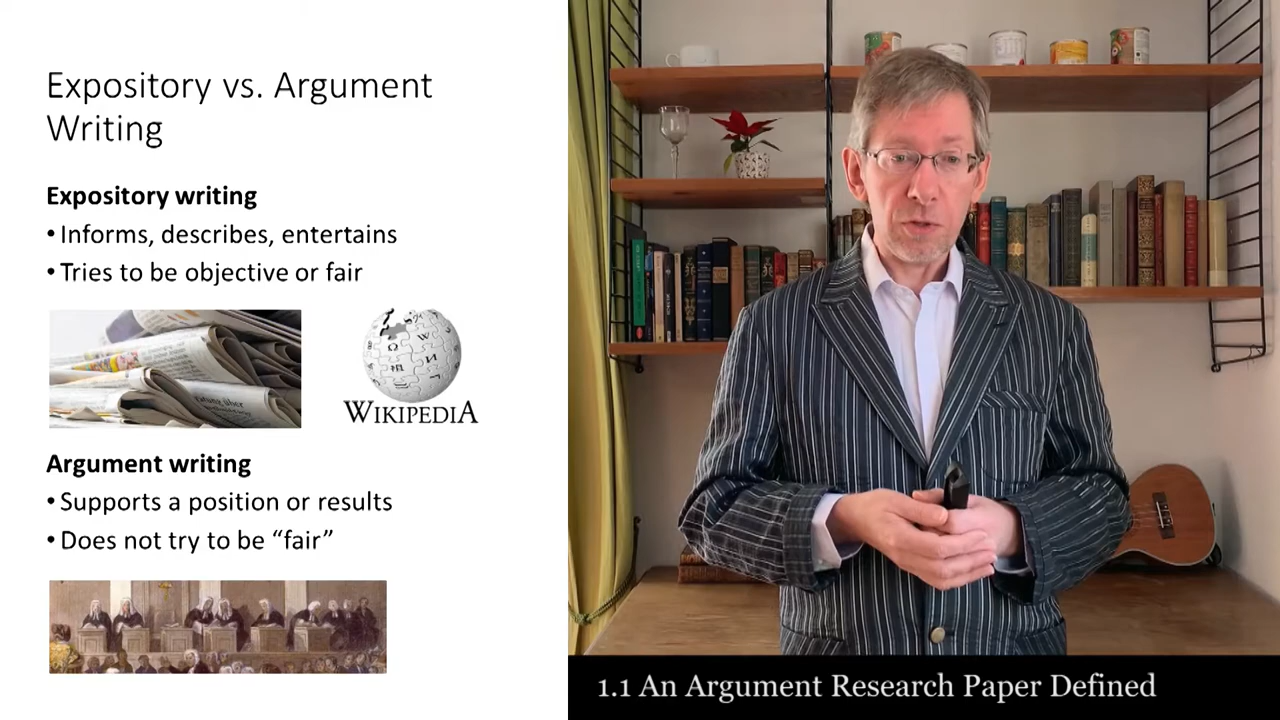 Expository vs. Argument
Writing
Expository writing
• Informs, describes, entertains
• Tries to be objective or fair
WIKIPEDIA
Argument writing
• Supports a position or results
• Does not try to be “fair”
1.1 An Argument Research Paper Defined